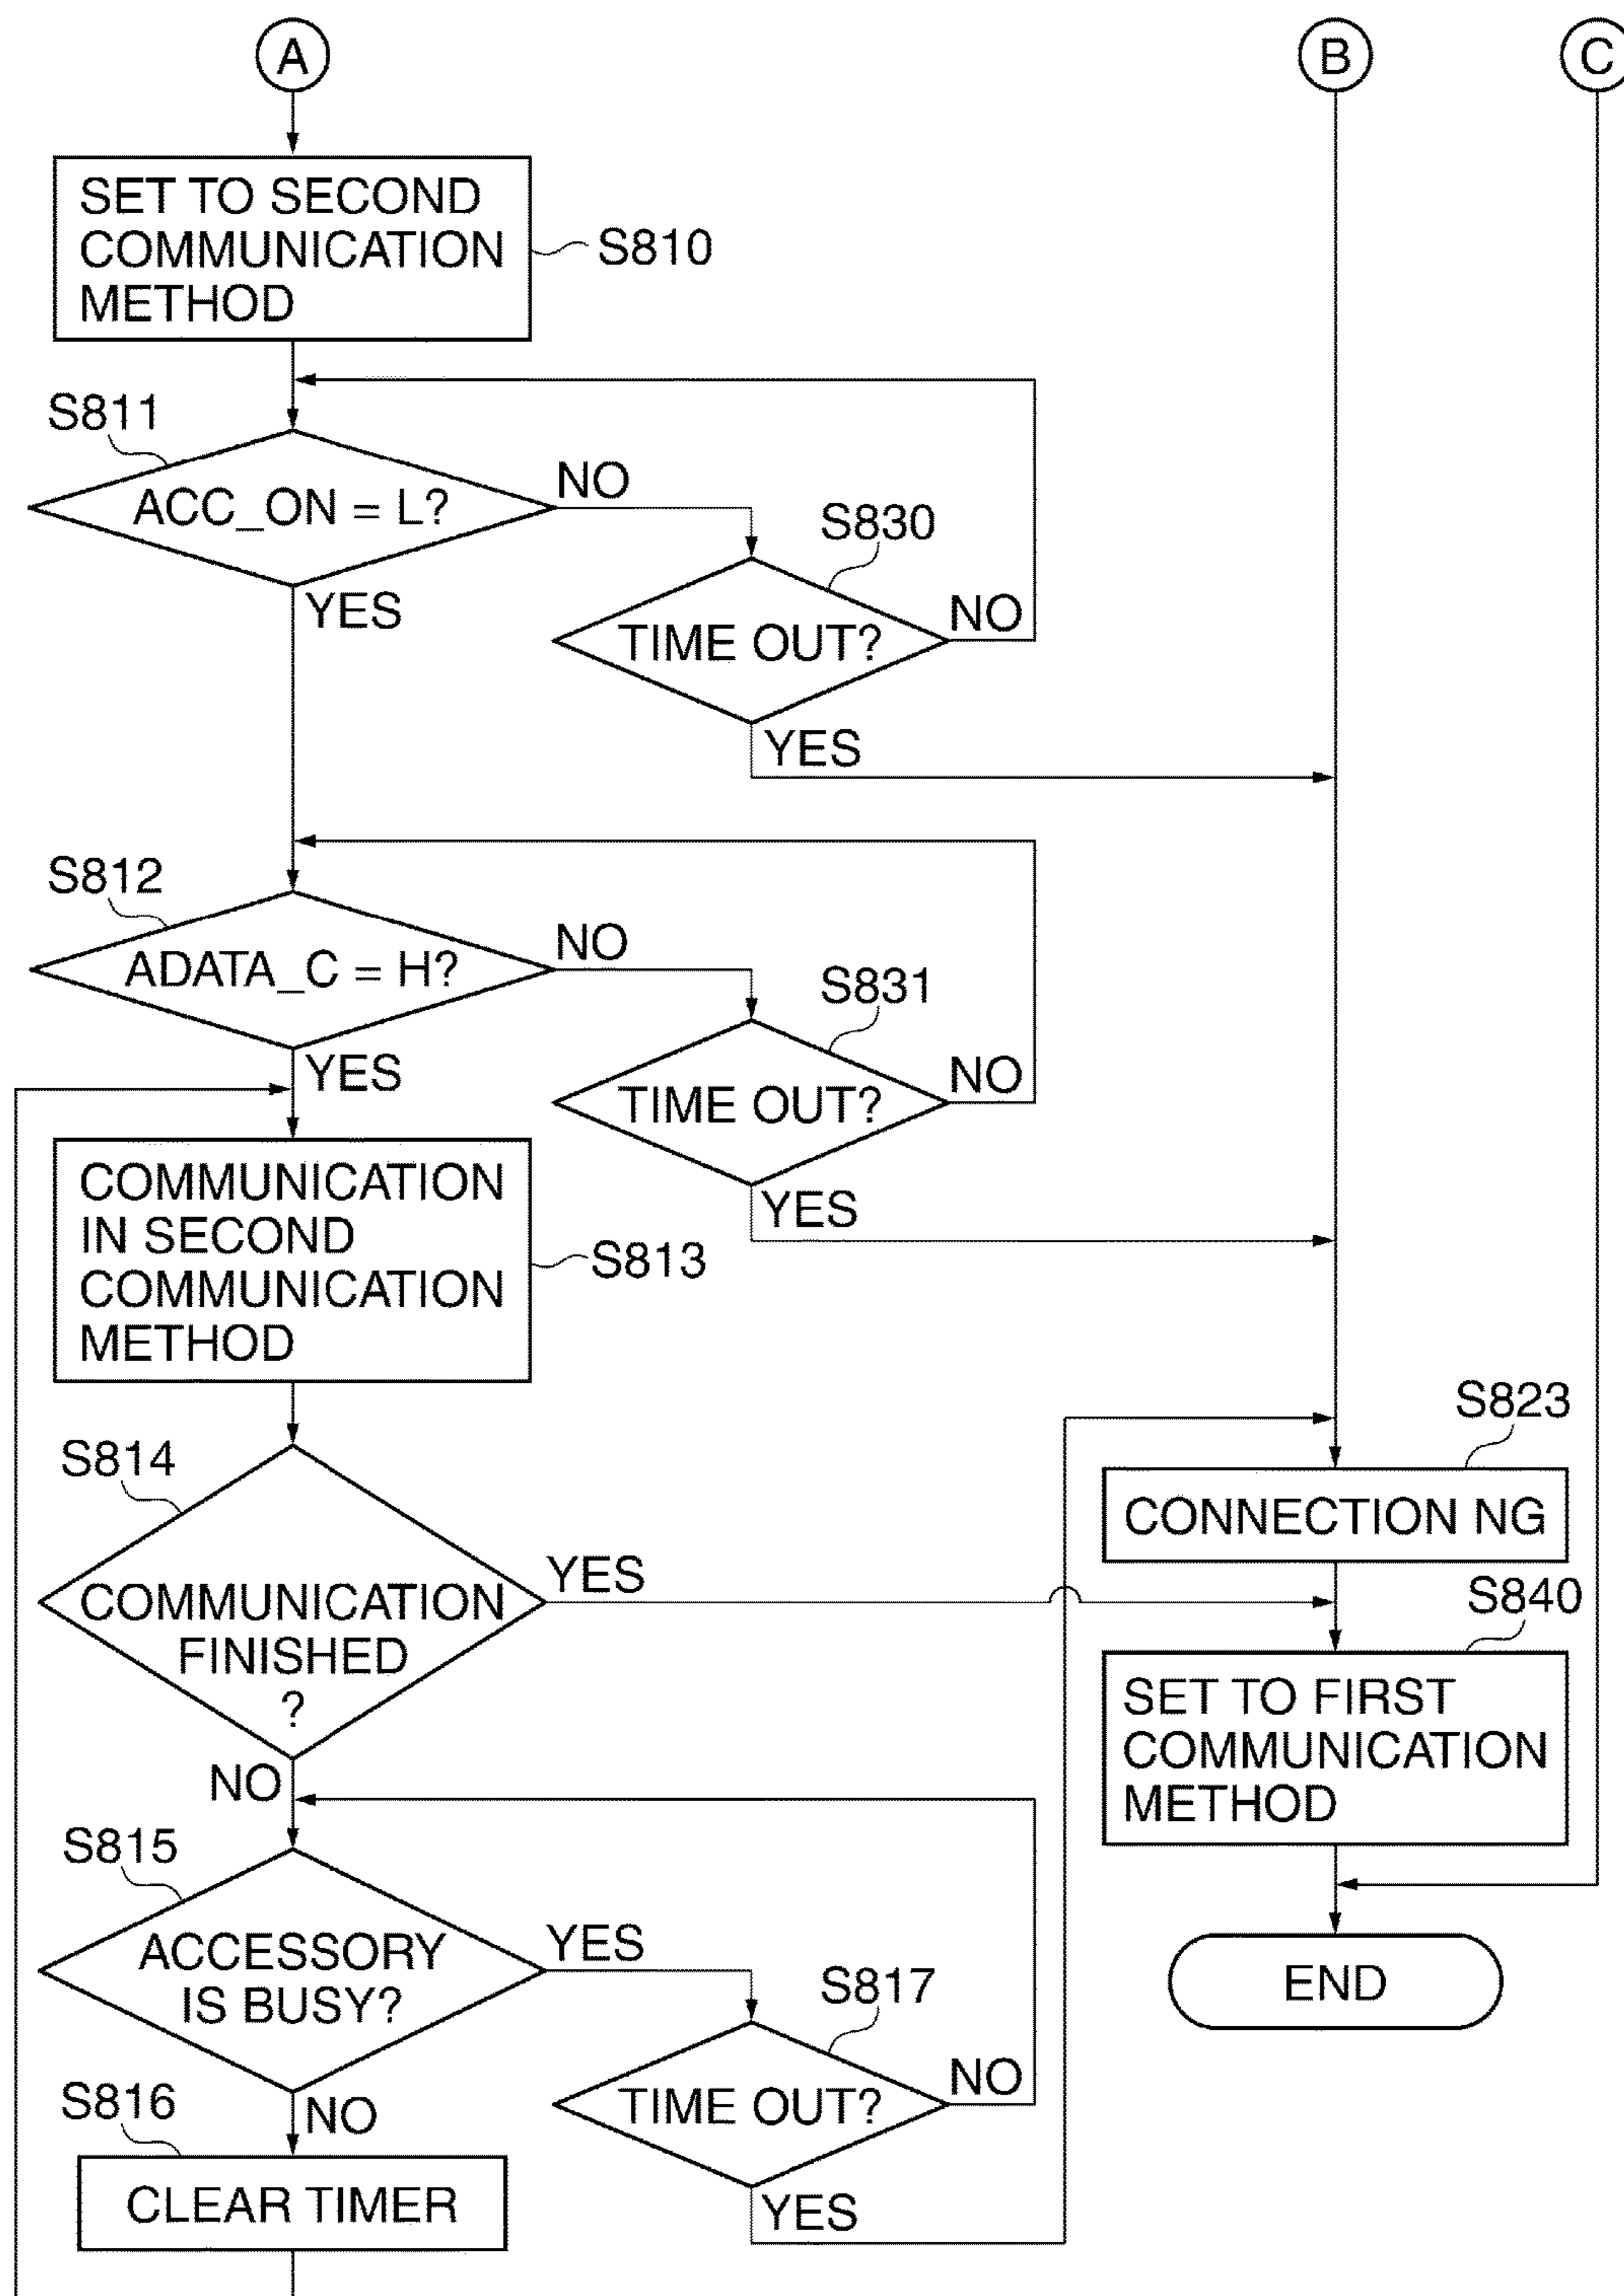 A
B
C
SET TO SECOND
COMMUNICATION
METHOD
S810
S811
ACC_ON = L?
NO
YES
S830
TIME OUT?
NO
YES
S812
ADATA_C = H?
NO
YES
S831
TIME OUT?
NO
YES
COMMUNICATION
IN SECOND
COMMUNICATION
METHOD
S813
S814
COMMUNICATION
FINISHED
?
YES
NO
S823
CONNECTION NG
S840
SET TO FIRST
COMMUNICATION
METHOD
END
S815
ACCESSORY
IS BUSY?
YES
NO
S817
TIME OUT?
NO
YES
S816
CLEAR TIMER